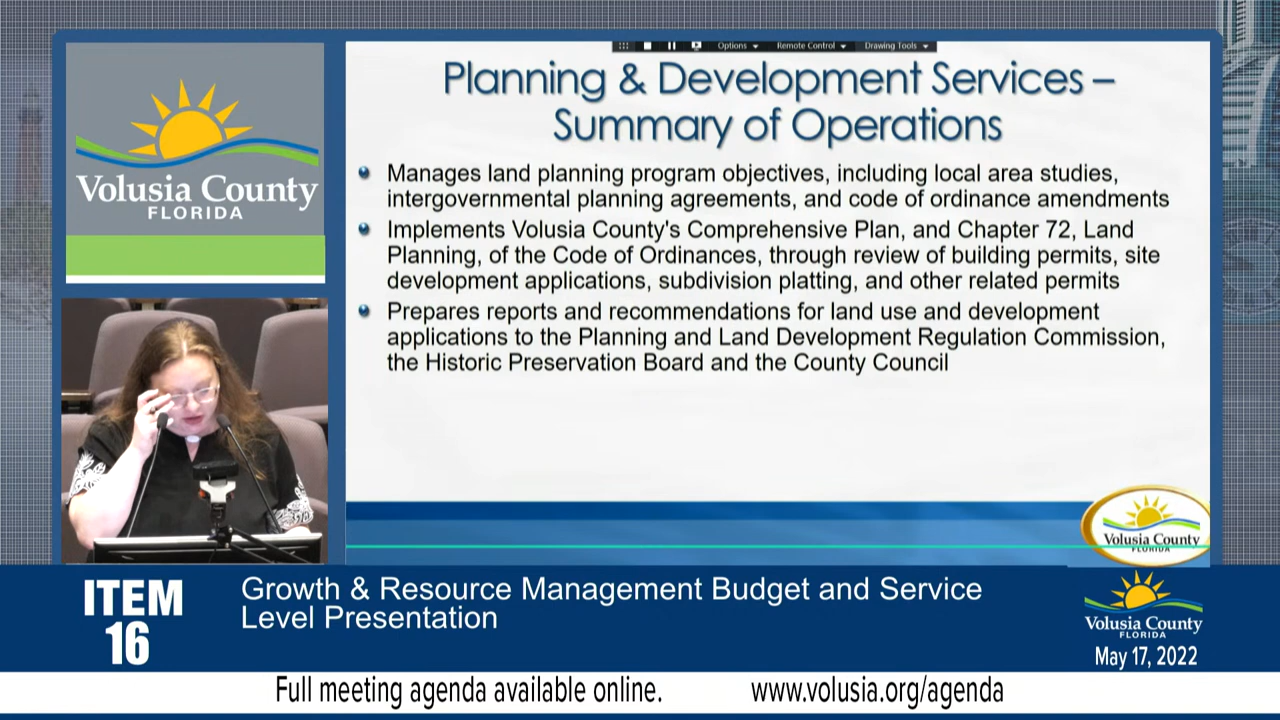 Options
Remote Control
Drawing Tools
Volusia County
FLORIDA
Planning & Development Services –
Summary of Operations
Manages land planning program objectives, including local area studies,
intergovernmental planning agreements, and code of ordinance amendments
Implements Volusia County's Comprehensive Plan, and Chapter 72, Land
Planning, of the Code of Ordinances, through review of building permits, site
development applications, subdivision platting, and other related permits
Prepares reports and recommendations for land use and development
applications to the Planning and Land Development Regulation Commission,
the Historic Preservation Board and the County Council
Volusia County
FLORIDA
ITEM
16
Growth & Resource Management Budget and Service
Level Presentation
Volusia County
FLORIDA
May 17, 2022
Full meeting agenda available online.
www.volusia.org/agenda